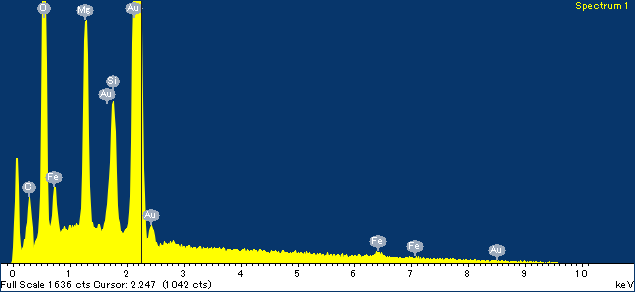 Spectrum 1
O Mg Au
Si
Au
Fe
O
Au
Fe Fe Au
0 1 2 3 4 5 6 7 8 9 10
Full Scale 1636 cts Cursor: 2.247 (1042 cts) keV